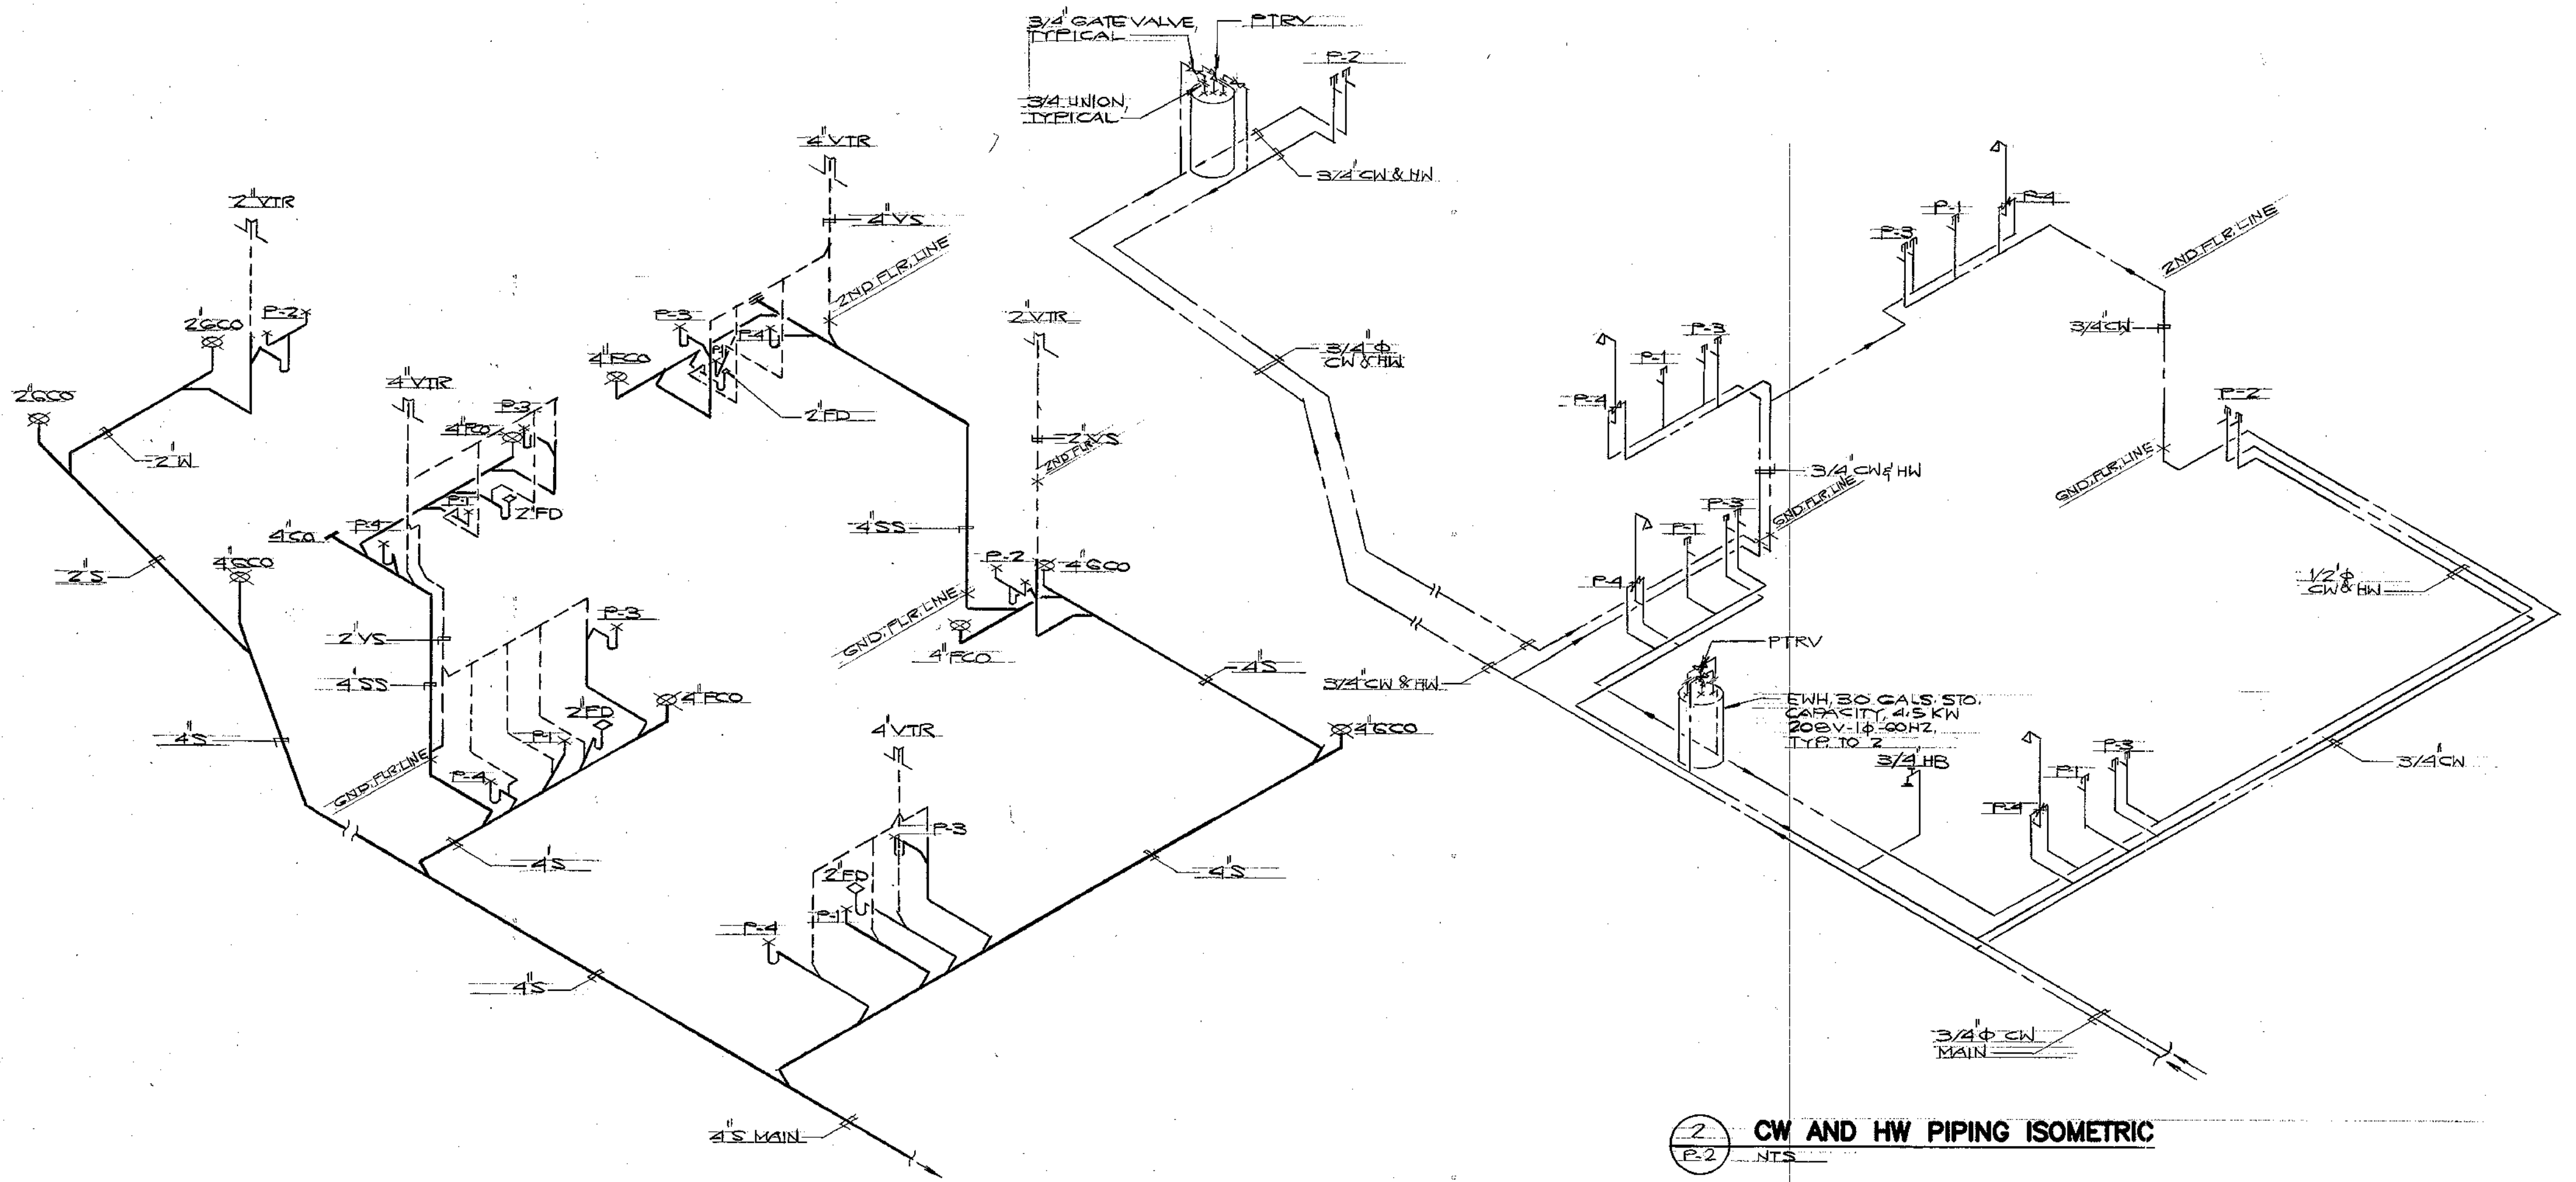 3/4" GATE VALVE,
TYPICAL
PTRV
3/4 UNION,
TYPICAL
P-2
3/4" CW & HW
2" VTR
2" GCO
P-2
2" GCO
2" W
2" S
4" GCO
4" S
4" VTR
P-3
4" FCO
P-1
2" FD
4" CO
P-4
2" VS
4" SS
GND. FLR. LINE
P-3
2" FD
4" FCO
P-1
P-4
4" S
4" VTR
4" VS
2ND FLR. LINE
P-3
P-4
P-1
4" FCO
2" FD
2" VTR
2" VS
2ND FLR.
4" SS
P-2
4" GCO
GND. FLR. LINE
4" FCO
4" S
4" GCO
4" VTR
P-3
2" FD
P-1
P-4
4" S
4" S
4" S MAIN
3/4" Φ
CW & HW
3/4" CW & HW
P-4
P-1
P-3
P-3
P-1
P-4
2ND FLR. LINE
3/4" CW
P-2
GND. FLR. LINE
3/4" CW & HW
GND. FLR. LINE
P-4
P-1
P-3
1/2" Φ
CW & HW
PTRV
EWH, 30 GALS. STO.
CAPACITY, 4.5 KW
208V-1Φ-60HZ,
TYP. TO 2
3/4" HB
P-4
P-1
P-3
3/4" CW
3/4" Φ CW
MAIN
2
P-2
CW AND HW PIPING ISOMETRIC
NTS